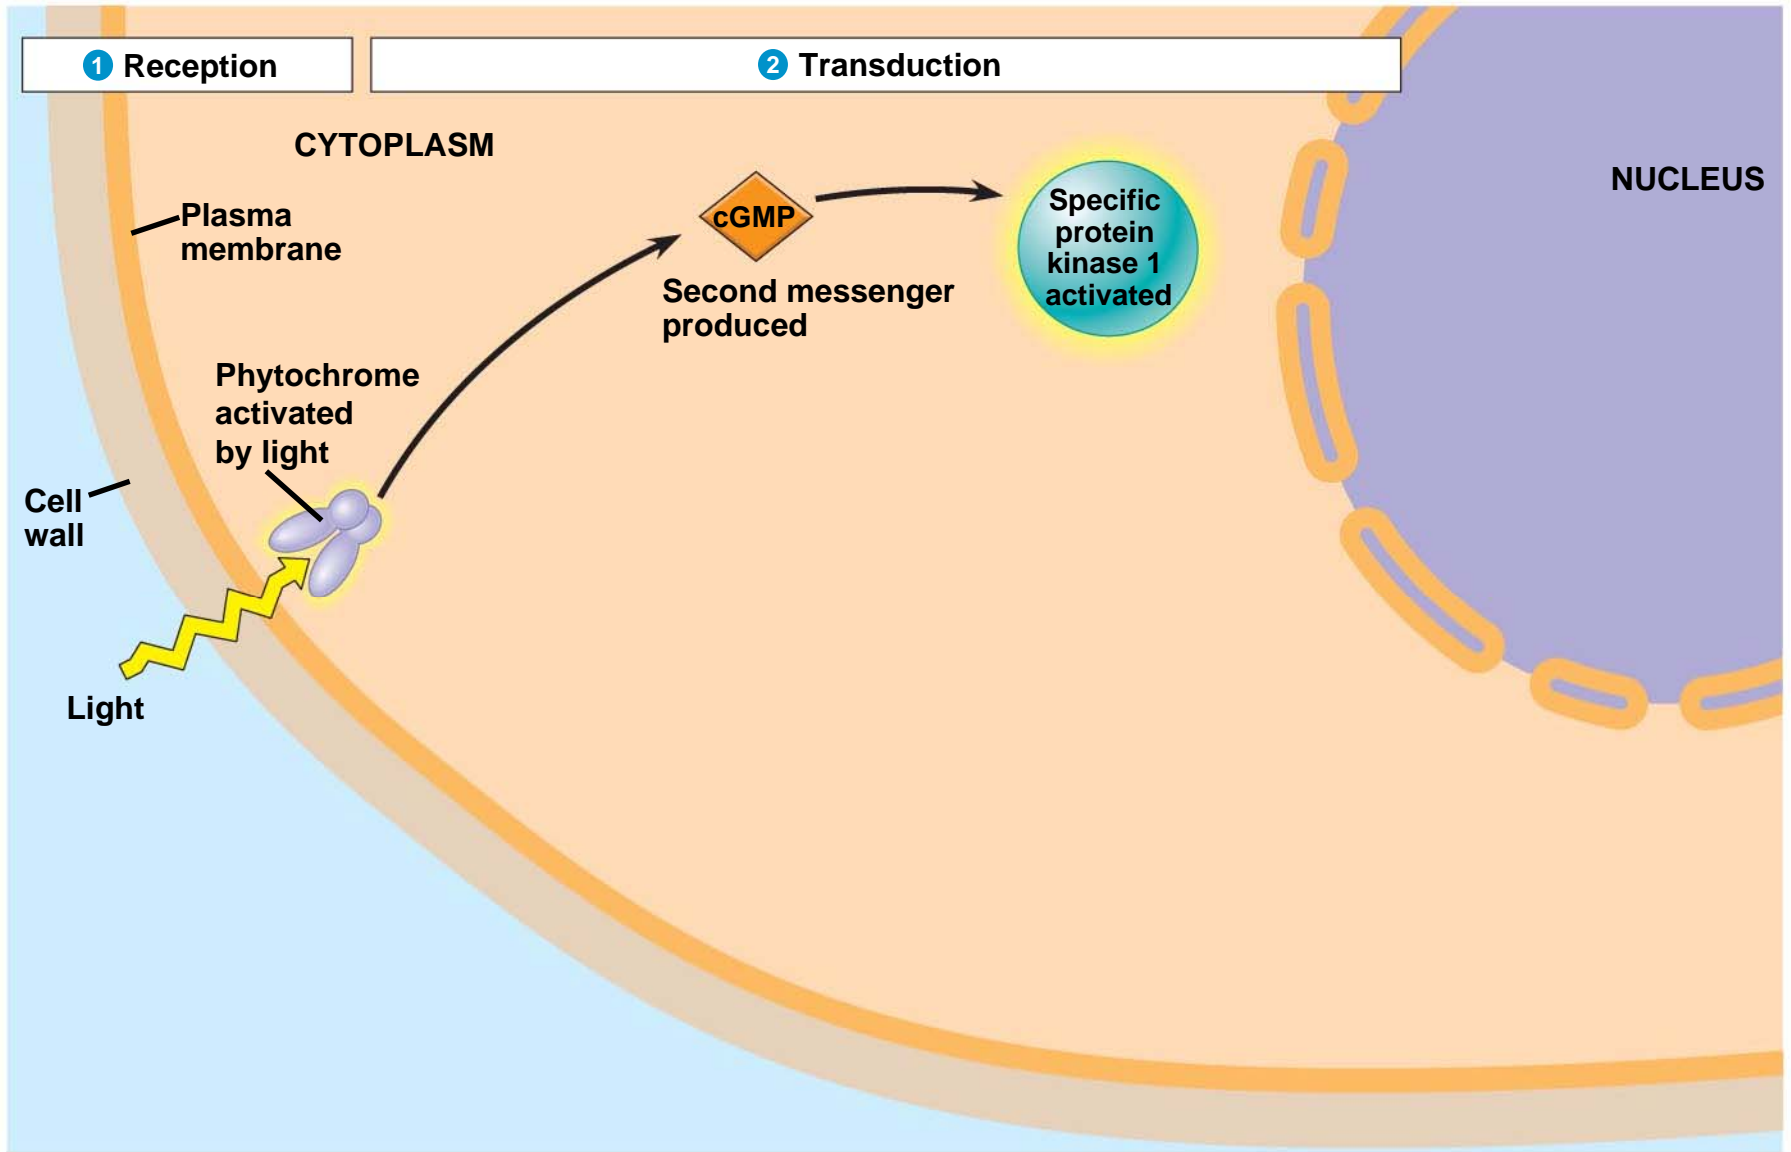 1 Reception
2 Transduction
CYTOPLASM
NUCLEUS
Plasma
membrane
cGMP
Specific
protein
kinase 1
activated
Second messenger
produced
Phytochrome
activated
by light
Cell
wall
Light